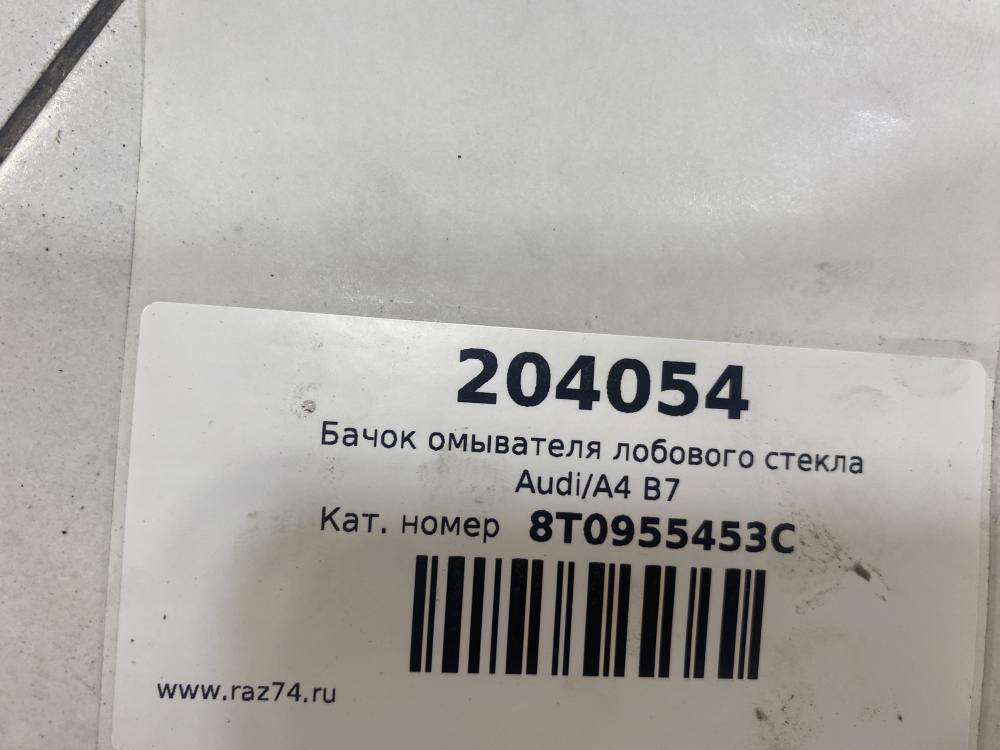 204054
Бачок омывателя лобового стекла
Audi/A4 B7
Кат. номер 8T0955453C
www.raz74.ru